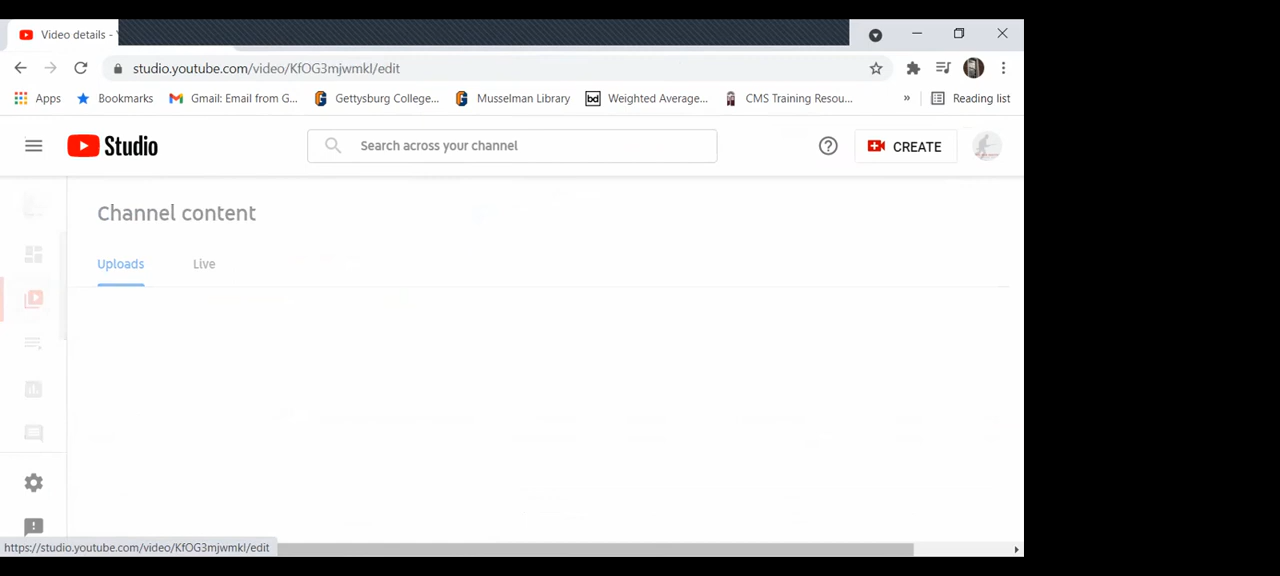 Video details -
studio.youtube.com/video/KfOG3mjwmkI/edit
Apps Bookmarks Gmail: Email from G... Gettysburg College... Musselman Library bd Weighted Average... CMS Training Resou... » Reading list
Studio Search across your channel CREATE
Channel content
Uploads Live
https://studio.youtube.com/video/KfOG3mjwmkI/edit